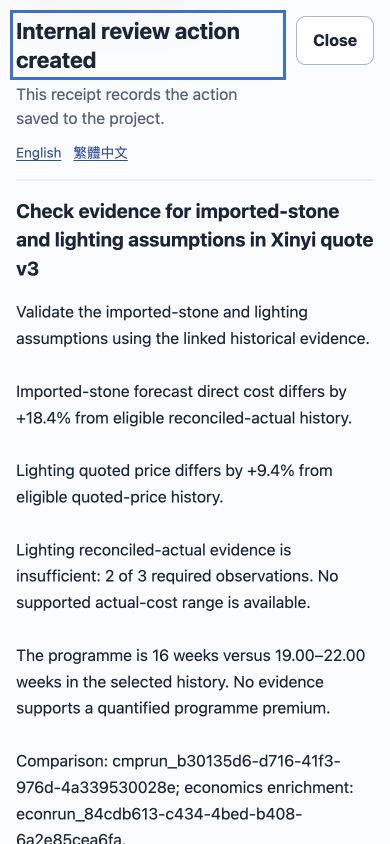 Internal review action
created
Close
This receipt records the action
saved to the project.
English 繁體中文
Check evidence for imported-stone
and lighting assumptions in Xinyi quote
v3
Validate the imported-stone and lighting
assumptions using the linked historical evidence.
Imported-stone forecast direct cost differs by
+18.4% from eligible reconciled-actual history.
Lighting quoted price differs by +9.4% from
eligible quoted-price history.
Lighting reconciled-actual evidence is
insufficient: 2 of 3 required observations. No
supported actual-cost range is available.
The programme is 16 weeks versus 19.00–22.00
weeks in the selected history. No evidence
supports a quantified programme premium.
Comparison: cmprun_b30135d6-d716-41f3-
976d-4a339530028e; economics enrichment:
econrun_84cdb613-c434-4bed-b408-
6a2e85cea6fa.